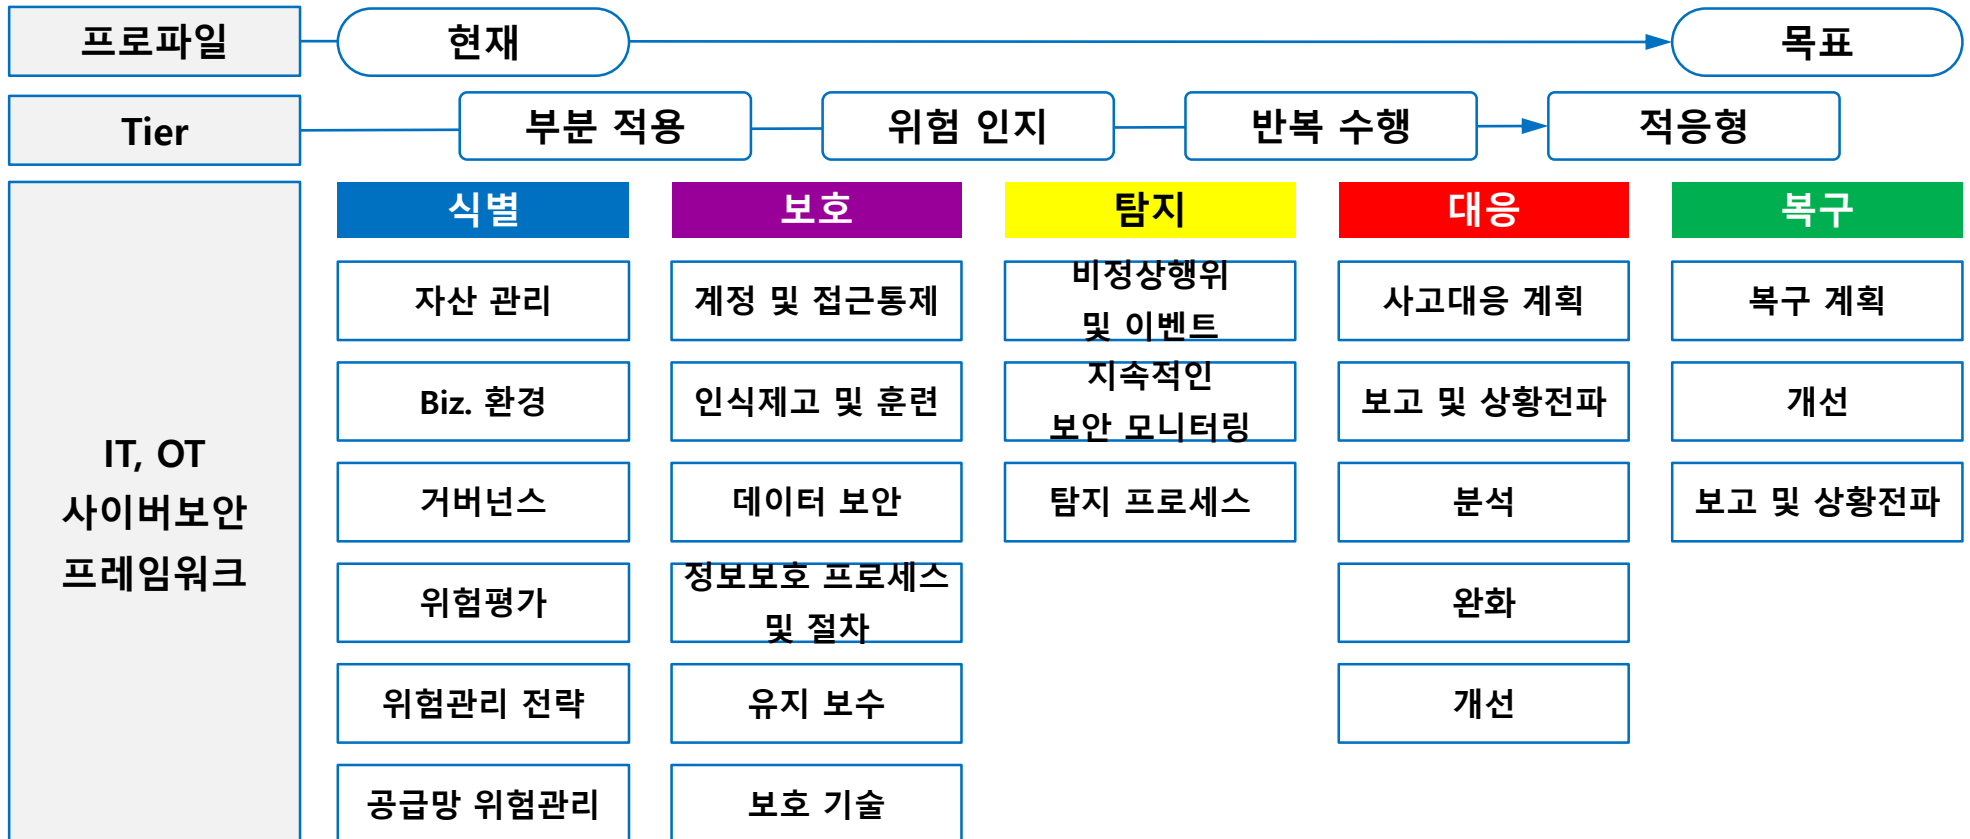 프로파일
현재
목표
Tier
부분 적용
위험 인지
반복 수행
적응형
IT, OT
사이버보안
프레임워크
식별
보호
탐지
대응
복구
자산 관리
계정 및 접근통제
비정상행위
및 이벤트
사고대응 계획
복구 계획
Biz. 환경
인식제고 및 훈련
지속적인
보안 모니터링
보고 및 상황전파
개선
거버넌스
데이터 보안
탐지 프로세스
분석
보고 및 상황전파
위험평가
정보보호 프로세스
및 절차
완화
위험관리 전략
유지 보수
개선
공급망 위험관리
보호 기술